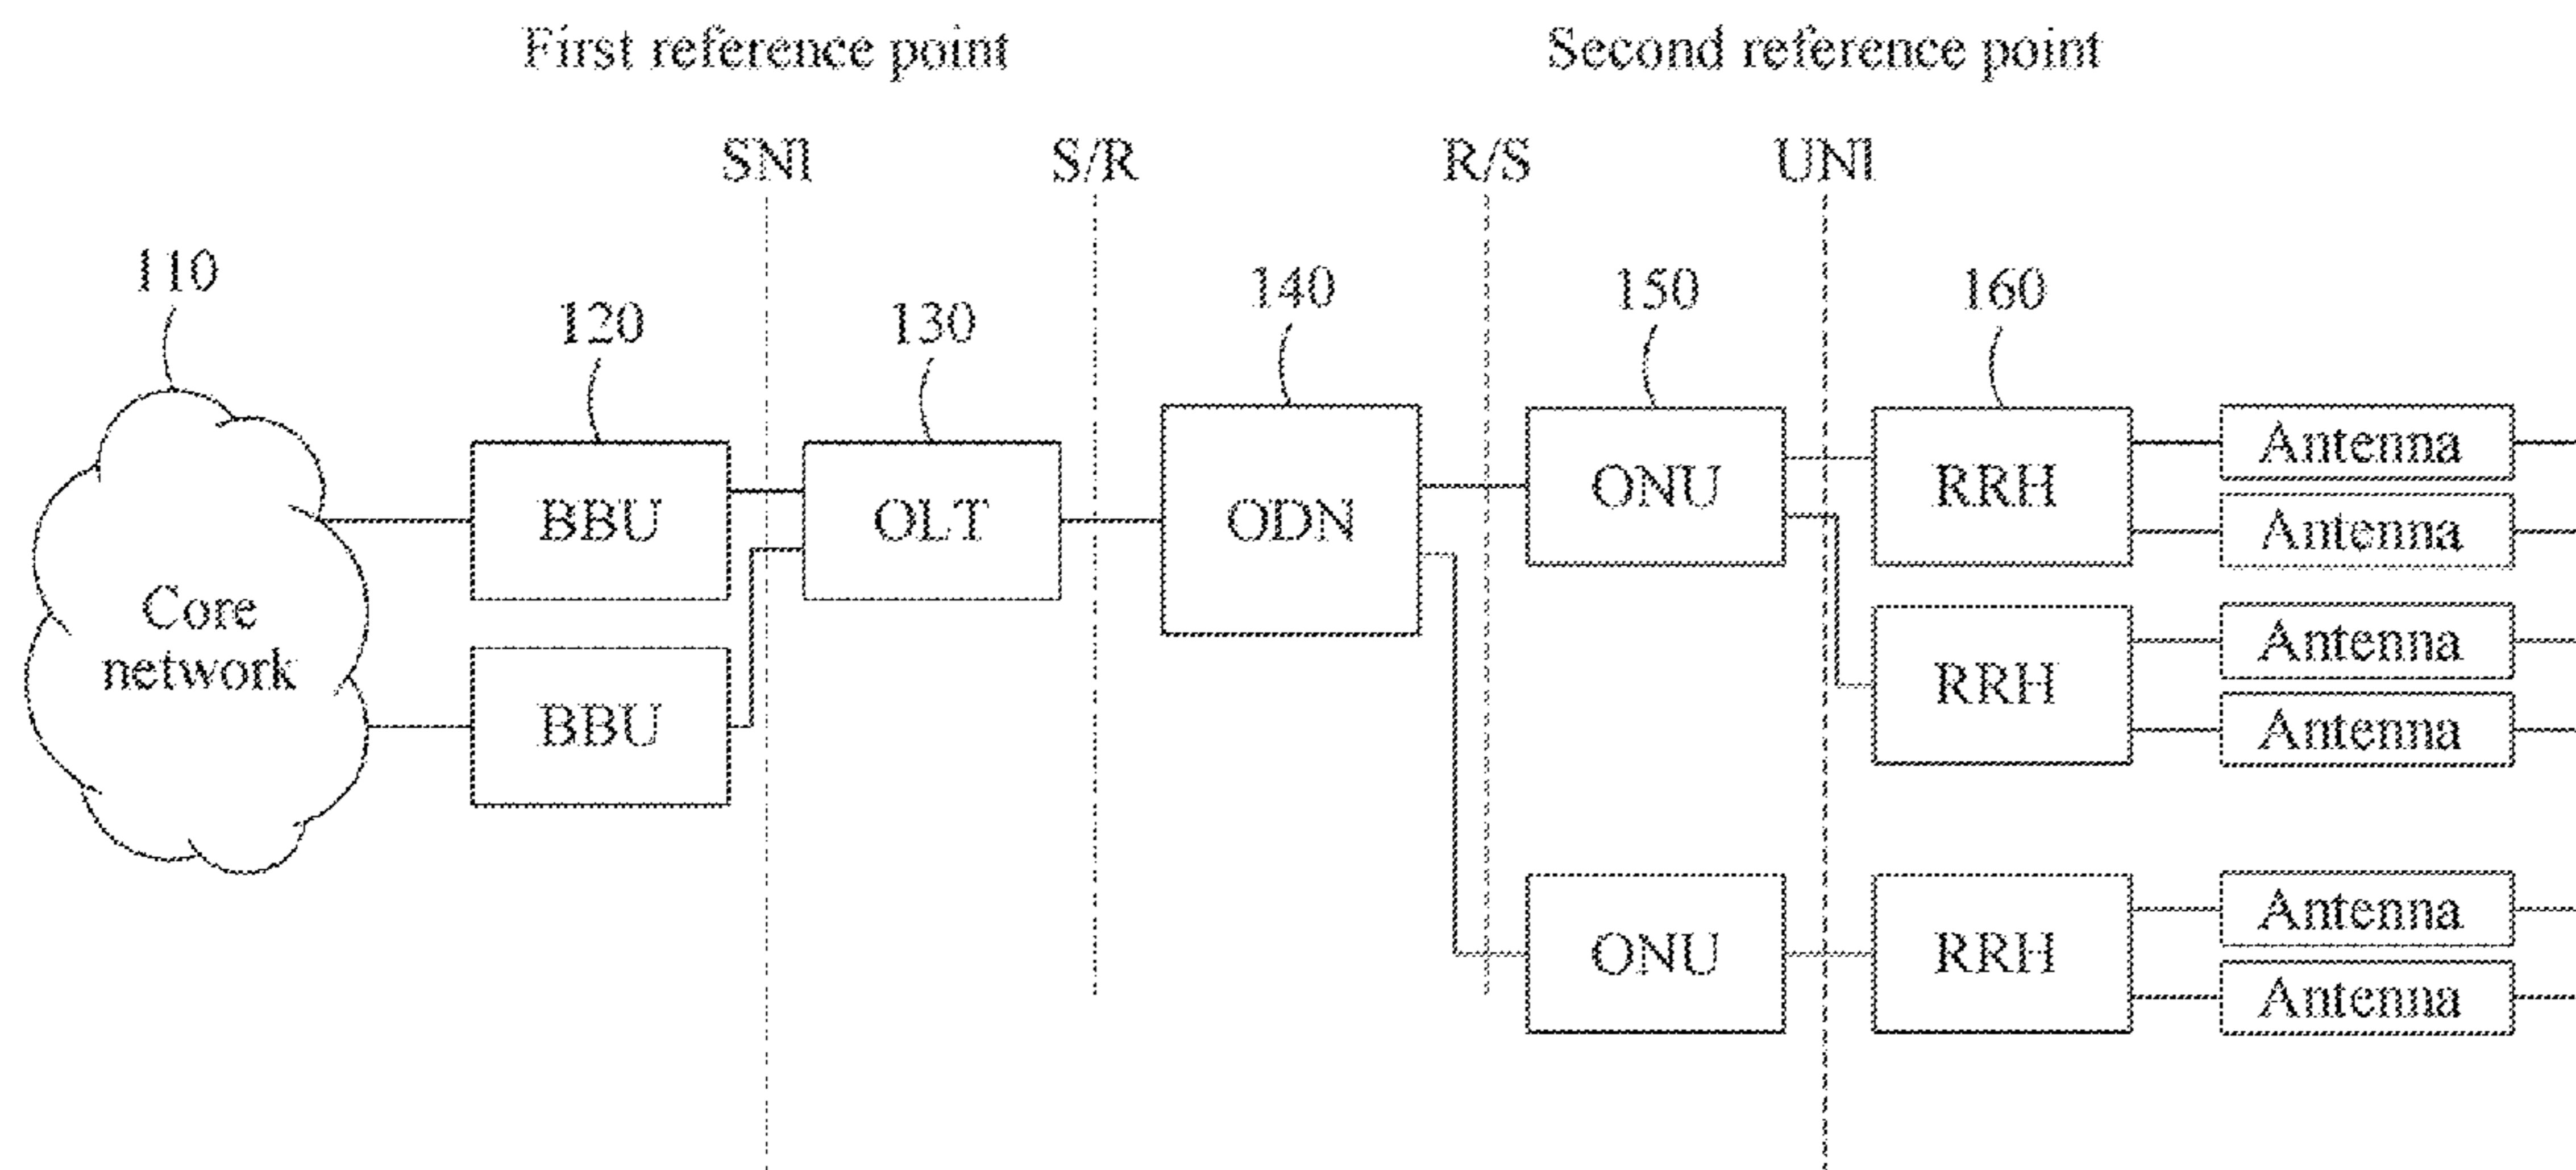 First reference point
Second reference point
SNI
S/R
R/S
UNI
110
120
130
140
150
160
Core
network
BBU
BBU
OLT
ODN
ONU
ONU
RRH
RRH
RRH
Antenna
Antenna
Antenna
Antenna
Antenna
Antenna